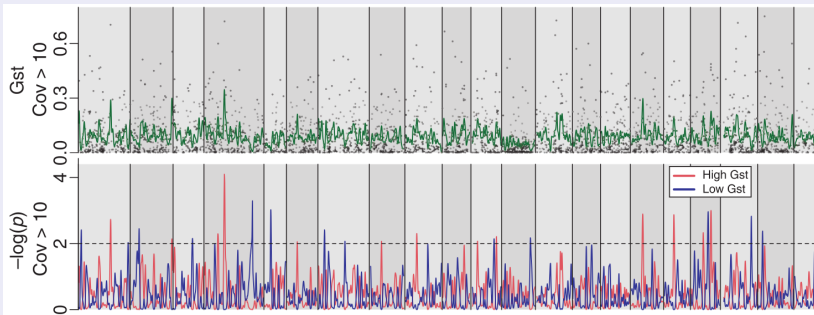 Gst
Cov > 10
0.6
0.3
0.0
−log(p)
Cov > 10
4
2
0
High Gst
Low Gst